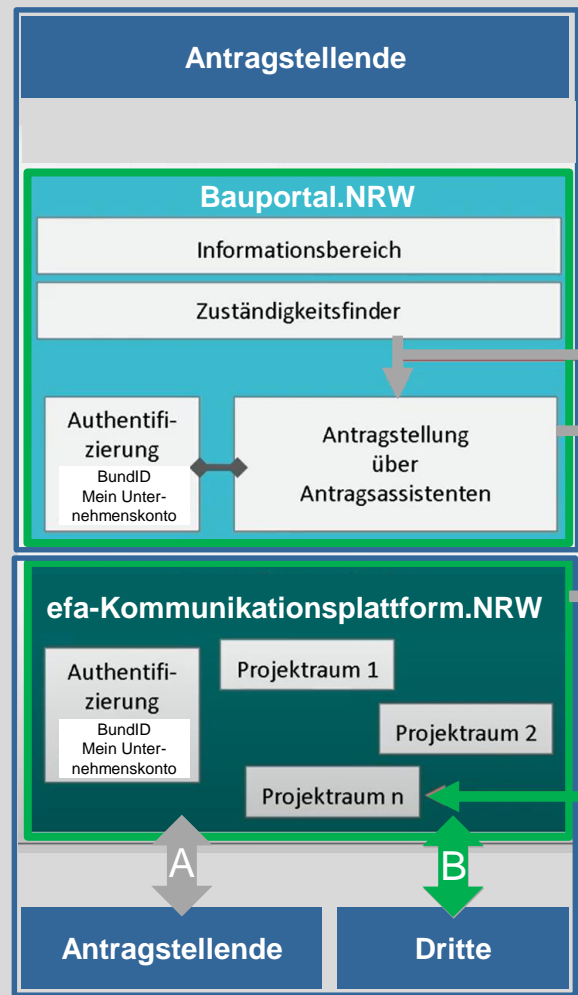 Antragstellende
Bauportal.NRW
Informationsbereich
Zuständigkeitsfinder
Authentifi-
zierung
BundID
Mein Unter-
nehmenskonto
Antragstellung
über
Antragsassistenten
efa-Kommunikationsplattform.NRW
Authentifi-
zierung
BundID
Mein Unter-
nehmenskonto
Projektraum 1
Projektraum 2
Projektraum n
A
B
Antragstellende
Dritte